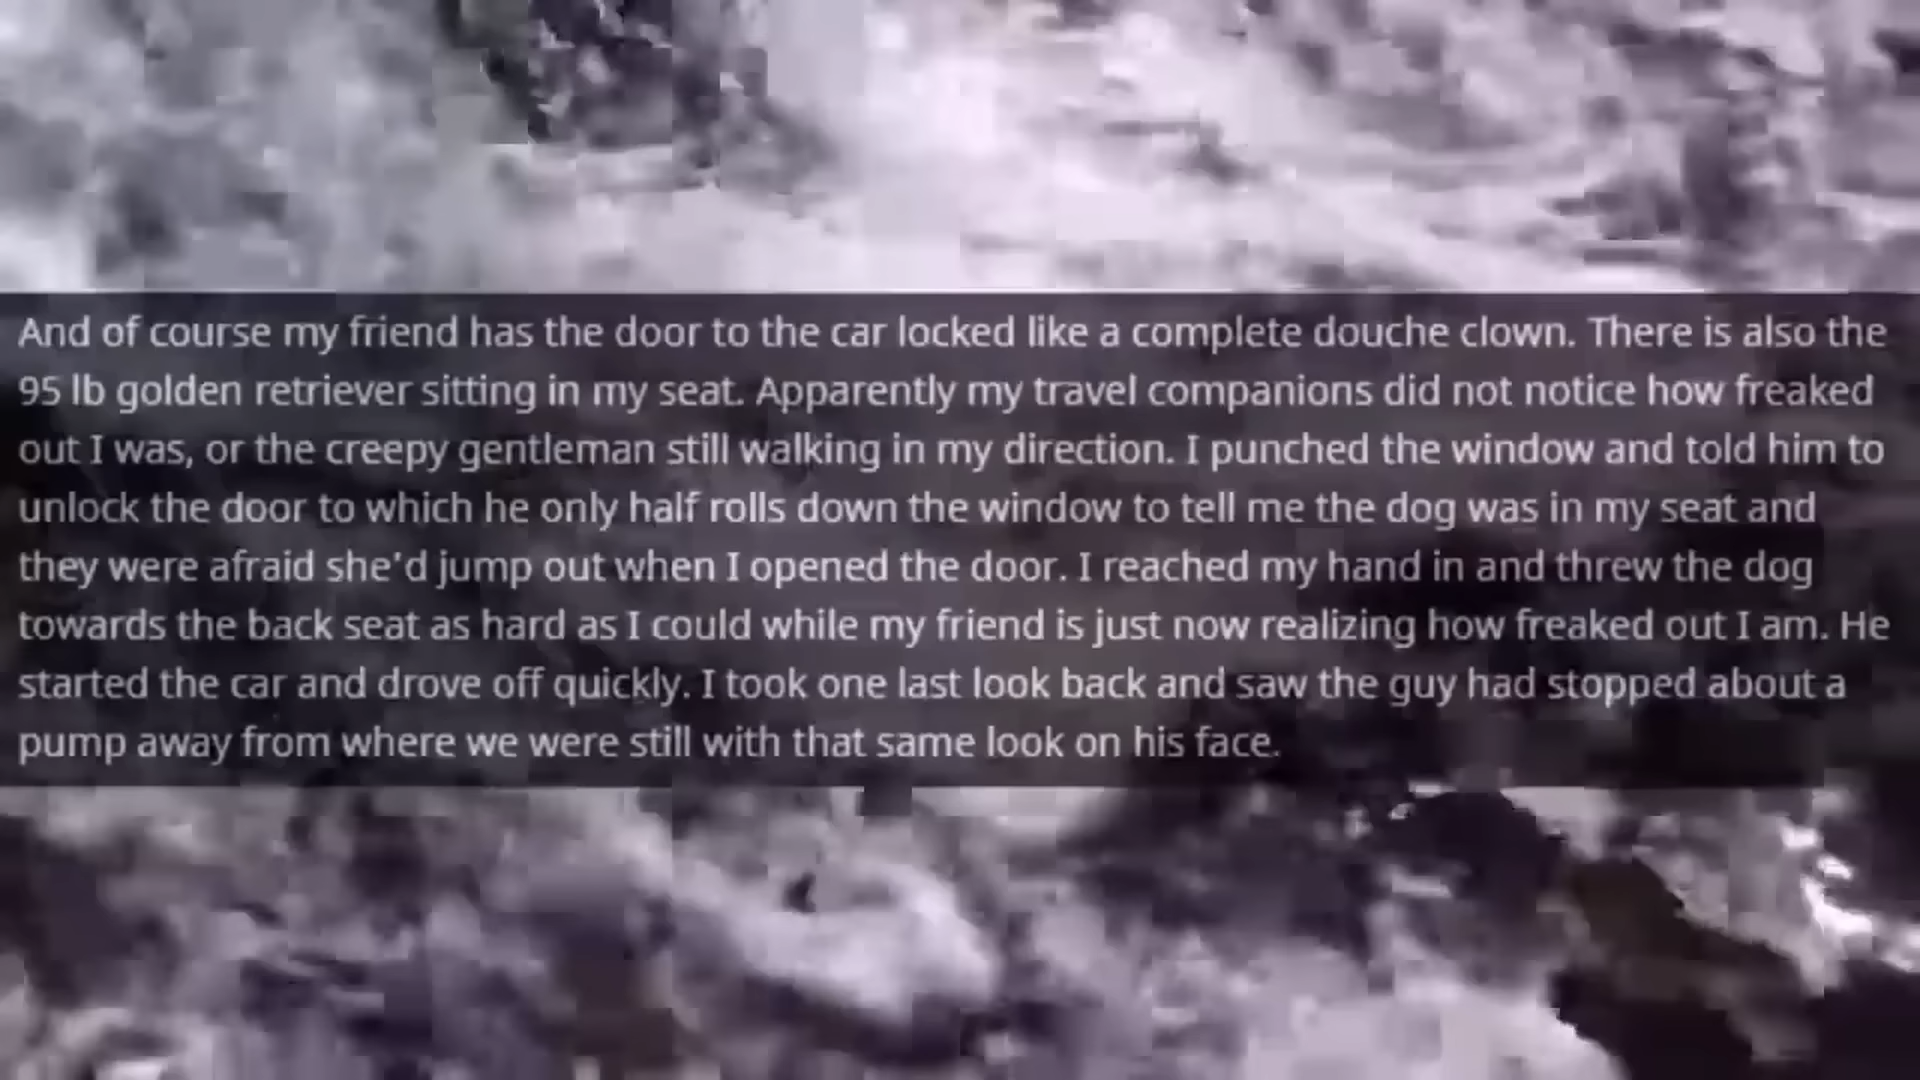 And of course my friend has the door to the car locked like a complete douche clown. There is also the
95 lb golden retriever sitting in my seat. Apparently my travel companions did not notice how freaked
out I was, or the creepy gentleman still walking in my direction. I punched the window and told him to
unlock the door to which he only half rolls down the window to tell me the dog was in my seat and
they were afraid she'd jump out when I opened the door. I reached my hand in and threw the dog
towards the back seat as hard as I could while my friend is just now realizing how freaked out I am. He
started the car and drove off quickly. I took one last look back and saw the guy had stopped about a
pump away from where we were still with that same look on his face.